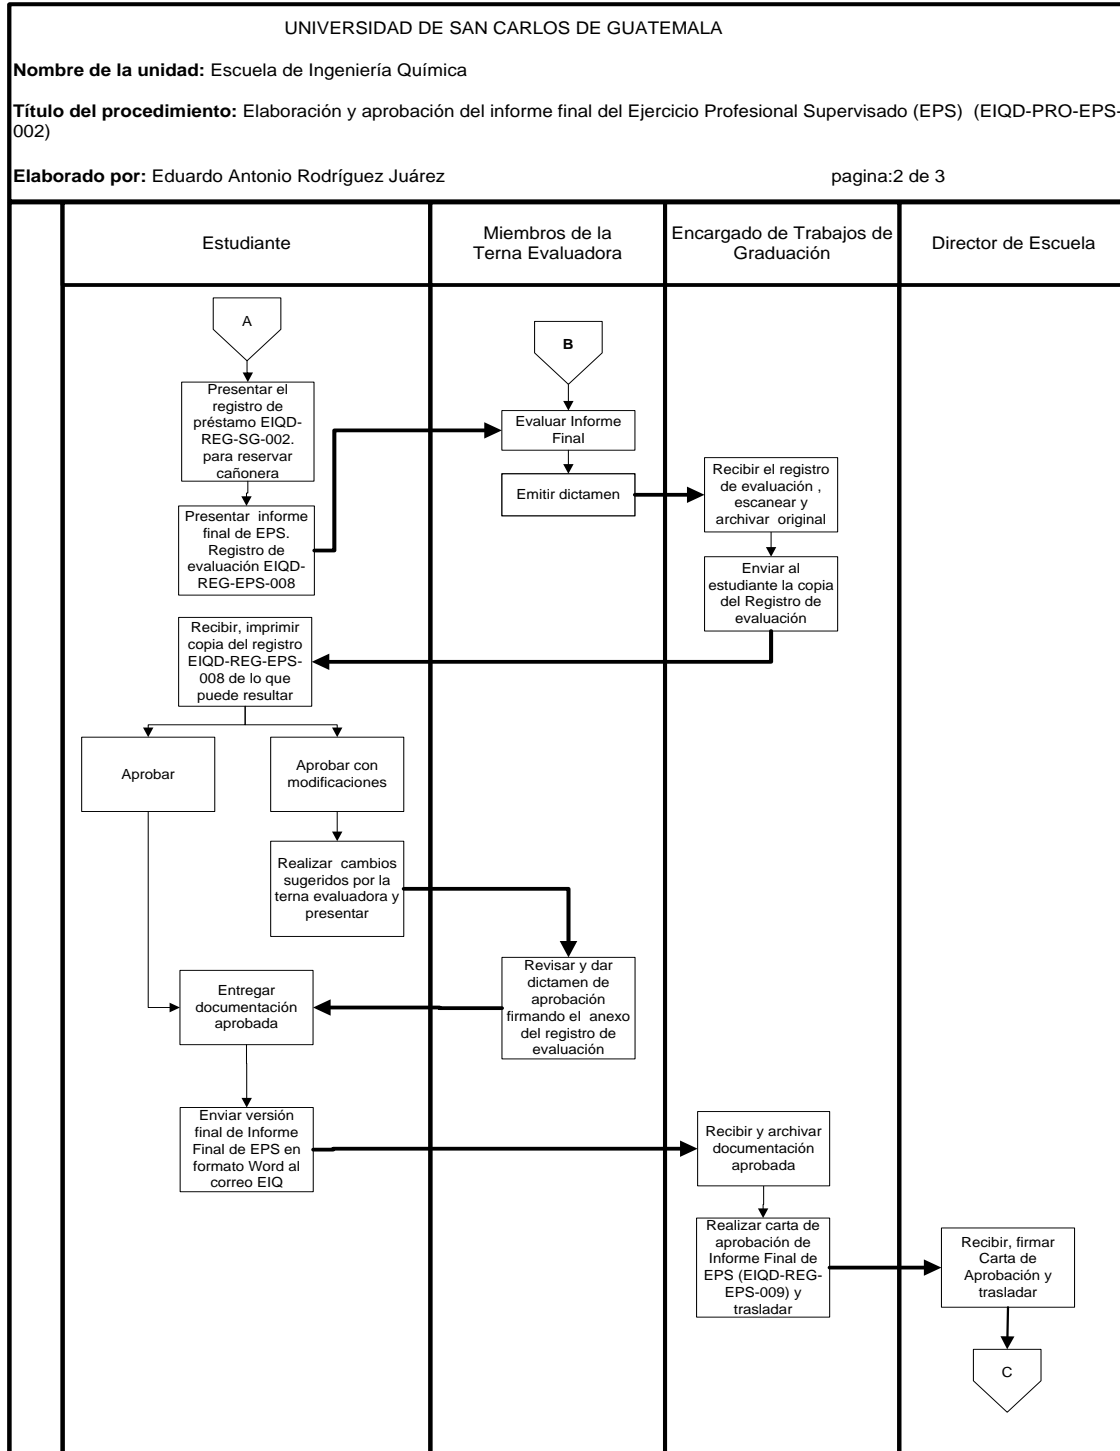 UNIVERSIDAD DE SAN CARLOS DE GUATEMALA
Nombre de la unidad: Escuela de Ingeniería Química
Título del procedimiento: Elaboración y aprobación del informe final del Ejercicio Profesional Supervisado (EPS)  (EIQD-PRO-EPS-
002)
Elaborado por: Eduardo Antonio Rodríguez Juárez
pagina:2 de 3
Estudiante
Miembros de la
Terna Evaluadora
Encargado de Trabajos de
Graduación
Director de Escuela
A
Presentar el
registro de
préstamo EIQD-
REG-SG-002.
para reservar
cañonera
Presentar informe
final de EPS.
Registro de
evaluación EIQD-
REG-EPS-008
B
Evaluar Informe
Final
Emitir dictamen
Recibir el registro
de evaluación ,
escanear y
archivar original
Enviar al
estudiante la copia
del Registro de
evaluación
Recibir, imprimir
copia del registro
EIQD-REG-EPS-
008 de lo que
puede resultar
Aprobar
Aprobar con
modificaciones
Realizar cambios
sugeridos por la
terna evaluadora y
presentar
Revisar y dar
dictamen de
aprobación
firmando el anexo
del registro de
evaluación
Entregar
documentación
aprobada
Enviar versión
final de Informe
Final de EPS en
formato Word al
correo EIQ
Recibir y archivar
documentación
aprobada
Realizar carta de
aprobación de
Informe Final de
EPS (EIQD-REG-
EPS-009) y
trasladar
Recibir, firmar
Carta de
Aprobación y
trasladar
C